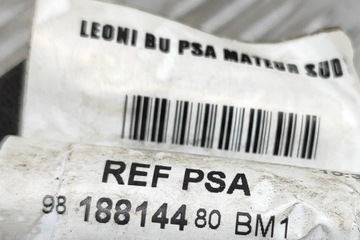 LEONI BU PSA MATEUR SUD
REF PSA
98 188144 80 BM1